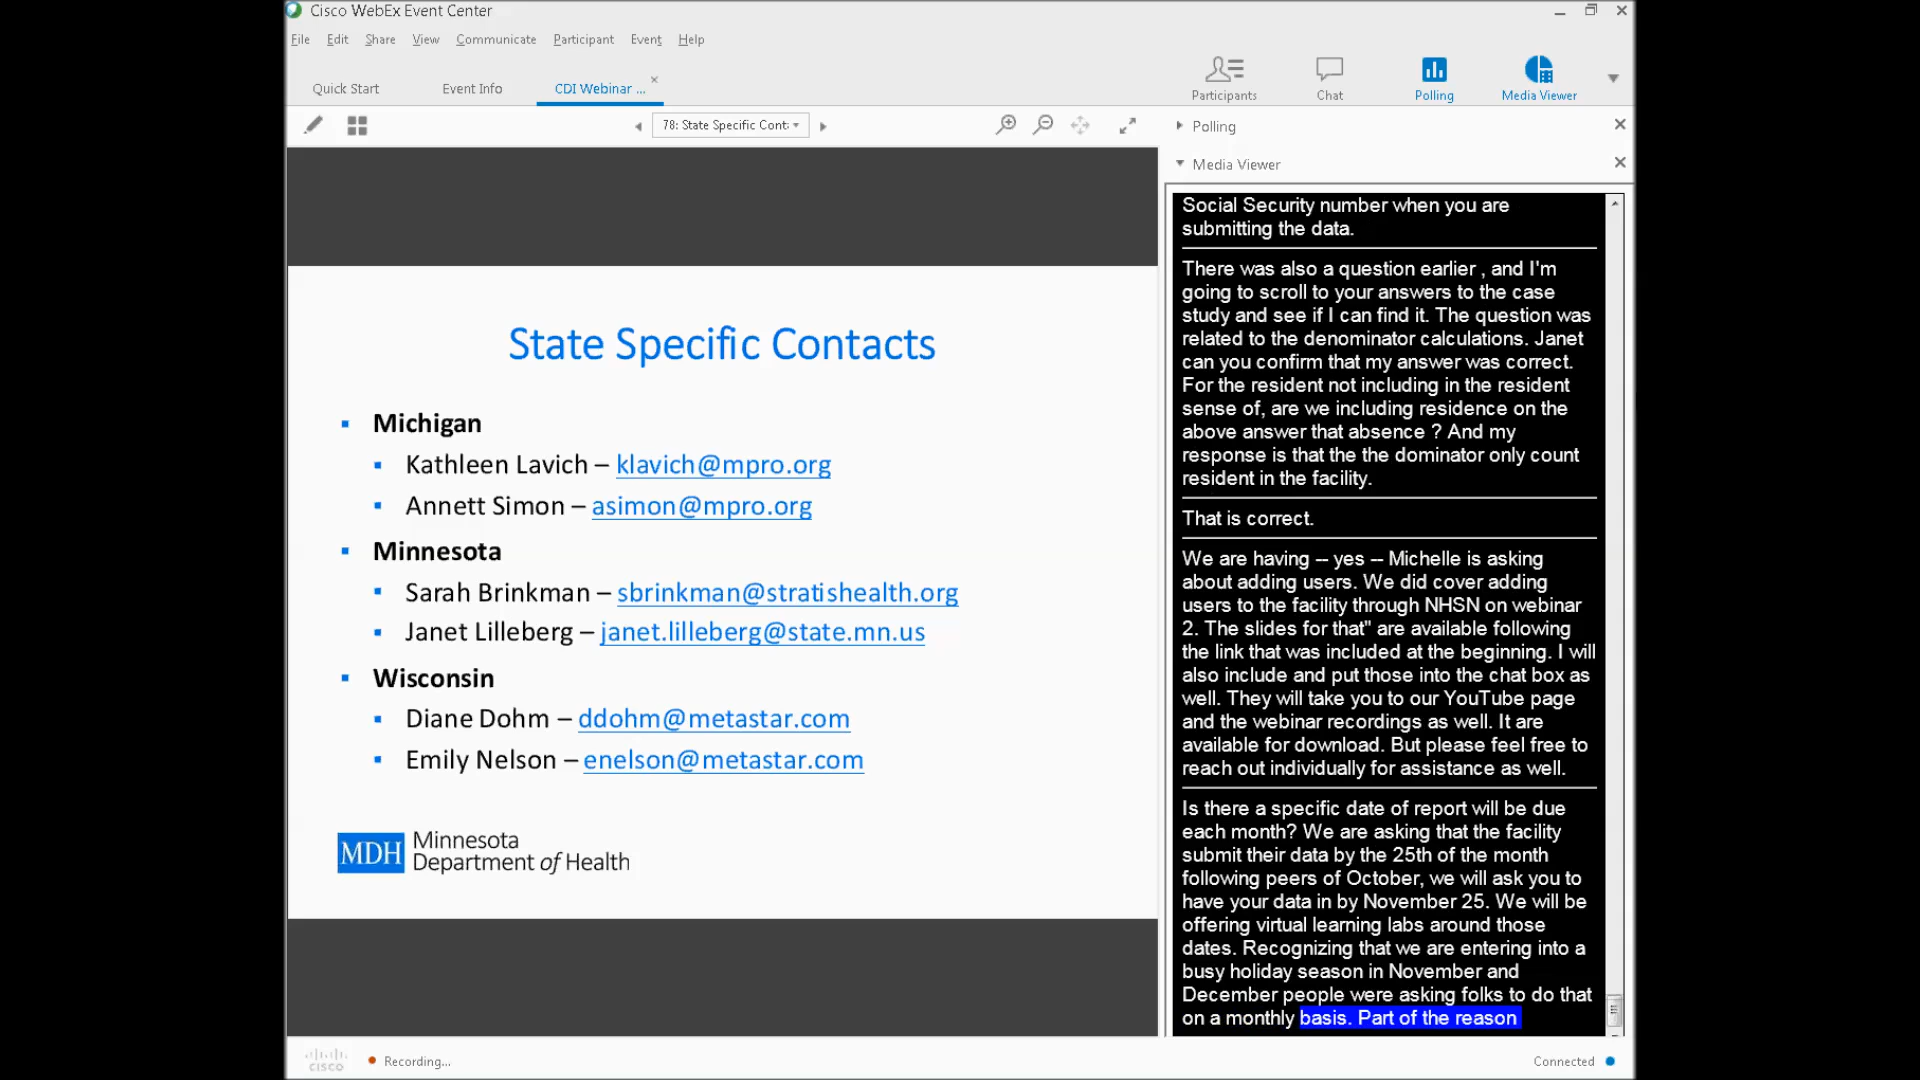 Cisco WebEx Event Center
File Edit Share View Communicate Participant Event Help
Participants Chat Polling Media Viewer
Quick Start Event Info CDI Webinar ...
78: State Specific Cont:
State Specific Contacts
Michigan
Kathleen Lavich – klavich@mpro.org
Annett Simon – asimon@mpro.org
Minnesota
Sarah Brinkman – sbrinkman@stratishealth.org
Janet Lilleberg – janet.lilleberg@state.mn.us
Wisconsin
Diane Dohm – ddohm@metastar.com
Emily Nelson – enelson@metastar.com
MDH Minnesota
Department of Health
Polling
Media Viewer
Social Security number when you are
submitting the data.
There was also a question earlier , and I'm
going to scroll to your answers to the case
study and see if I can find it. The question was
related to the denominator calculations. Janet
can you confirm that my answer was correct.
For the resident not including in the resident
sense of, are we including residence on the
above answer that absence ? And my
response is that the the dominator only count
resident in the facility.
That is correct.
We are having -- yes -- Michelle is asking
about adding users. We did cover adding
users to the facility through NHSN on webinar
2. The slides for that" are available following
the link that was included at the beginning. I will
also include and put those into the chat box as
well. They will take you to our YouTube page
and the webinar recordings as well. It are
available for download. But please feel free to
reach out individually for assistance as well.
Is there a specific date of report will be due
each month? We are asking that the facility
submit their data by the 25th of the month
following peers of October, we will ask you to
have your data in by November 25. We will be
offering virtual learning labs around those
dates. Recognizing that we are entering into a
busy holiday season in November and
December people were asking folks to do that
on a monthly basis. Part of the reason
cisco Recording...
Connected